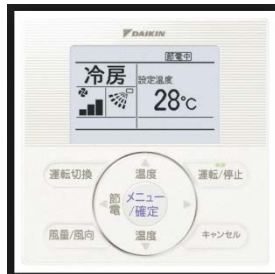 DAIKIN
節電中
冷房
設定温度
28℃
運転切換
温度
運転/停止
節電
メニュー
/確定
風量/風向
温度
キャンセル